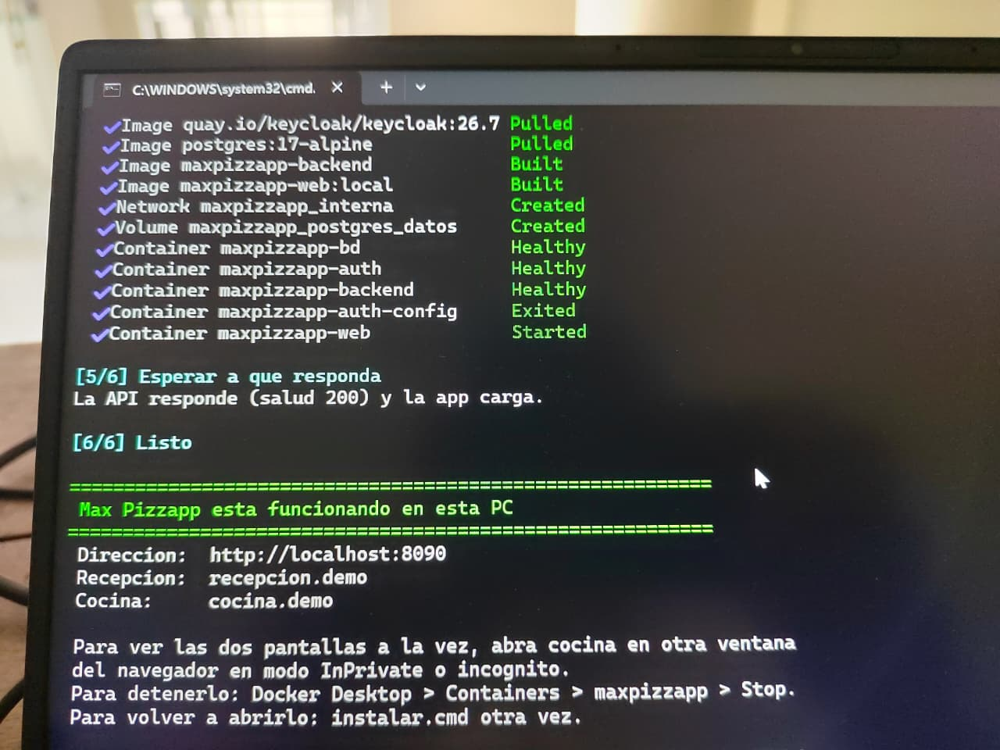 C:\WINDOWS\system32\cmd.
✓Image quay.io/keycloak/keycloak:26.7 Pulled
✓Image postgres:17-alpine Pulled
✓Image maxpizzapp-backend Built
✓Image maxpizzapp-web:local Built
✓Network maxpizzapp_interna Created
✓Volume maxpizzapp_postgres_datos Created
✓Container maxpizzapp-bd Healthy
✓Container maxpizzapp-auth Healthy
✓Container maxpizzapp-backend Healthy
✓Container maxpizzapp-auth-config Exited
✓Container maxpizzapp-web Started
[5/6] Esperar a que responda
La API responde (salud 200) y la app carga.
[6/6] Listo
==========================================================
Max Pizzapp esta funcionando en esta PC
==========================================================
Direccion: http://localhost:8090
Recepcion: recepcion.demo
Cocina: cocina.demo
Para ver las dos pantallas a la vez, abra cocina en otra ventana
del navegador en modo InPrivate o incognito.
Para detenerlo: Docker Desktop > Containers > maxpizzapp > Stop.
Para volver a abrirlo: instalar.cmd otra vez.